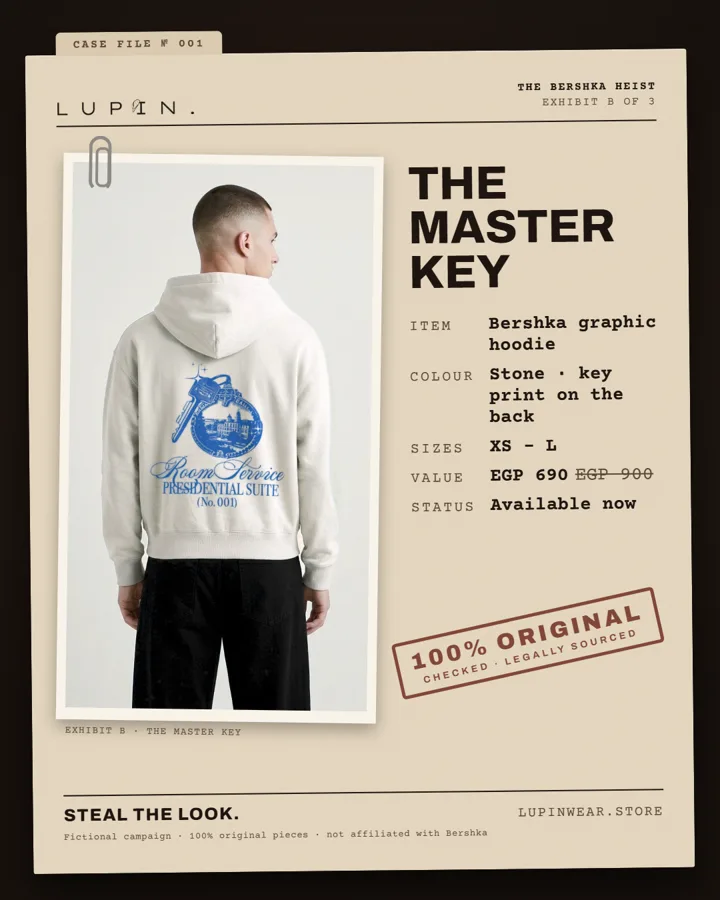 CASE FILE № 001
LUPIN.
THE BERSHKA HEIST
EXHIBIT B OF 3
THE
MASTER
KEY
ITEM Bershka graphic
hoodie
COLOUR Stone · key
print on the
back
SIZES XS – L
VALUE EGP 690 EGP 900
STATUS Available now
Room Service
PRESIDENTIAL SUITE
(No. 001)
100% ORIGINAL
CHECKED · LEGALLY SOURCED
EXHIBIT B · THE MASTER KEY
STEAL THE LOOK.
LUPINWEAR.STORE
Fictional campaign · 100% original pieces · not affiliated with Bershka